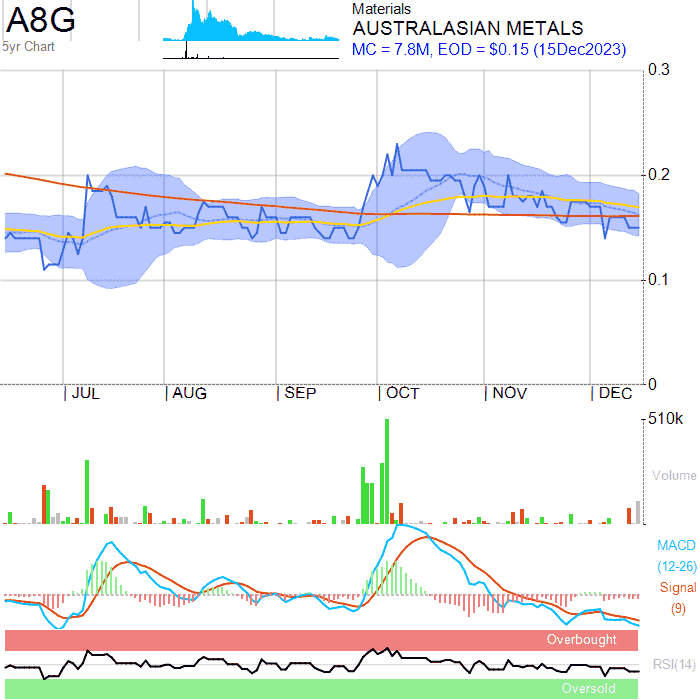 A8G
5yr Chart
Materials
AUSTRALASIAN METALS
MC = 7.8M, EOD = $0.15 (15Dec2023)
0.3
0.2
0.1
0
JUL AUG SEP OCT NOV DEC
510k
Volume
MACD
(12-26)
Signal
(9)
Overbought
RSI(14)
Oversold